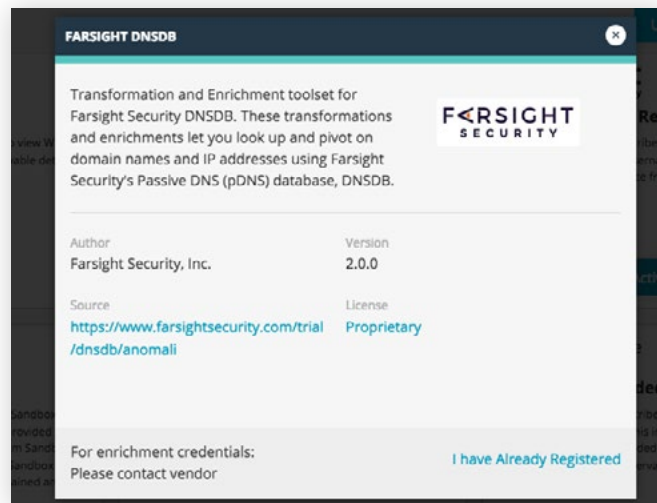 FARSIGHT DNSDB
Transformation and Enrichment toolset for
Farsight Security DNSDB. These transformations
and enrichments let you look up and pivot on
domain names and IP addresses using Farsight
Security's Passive DNS (pDNS) database, DNSDB.
FARSIGHT
SECURITY
Author
Version
Farsight Security, Inc.
2.0.0
Source
License
https://www.farsightsecurity.com/trial
/dnsdb/anomali
Proprietary
For enrichment credentials:
Please contact vendor
I have Already Registered